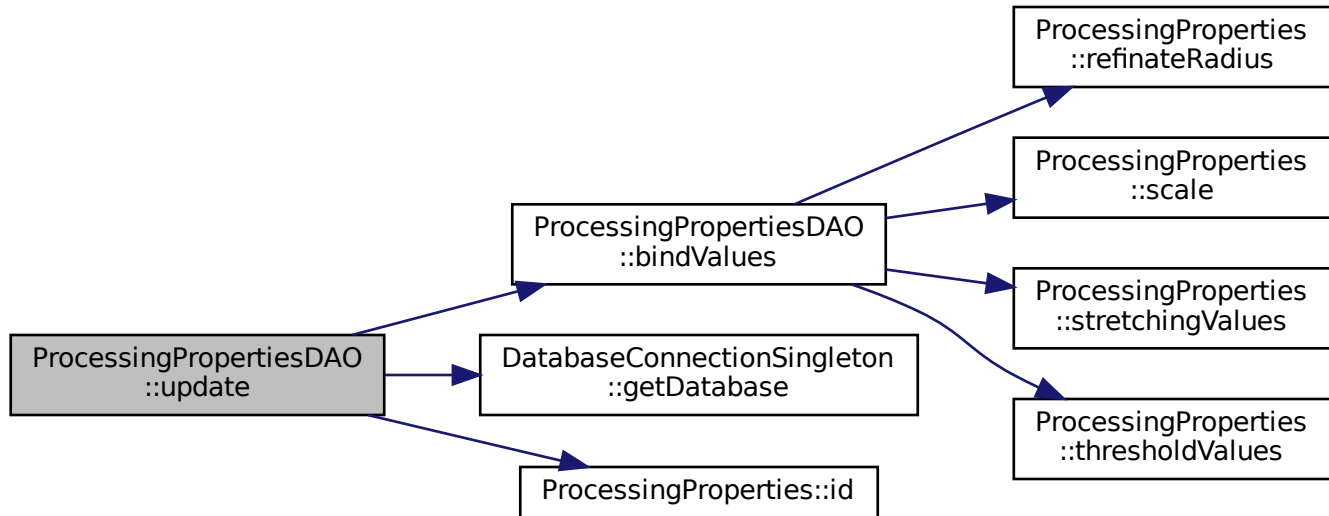 ProcessingProperties
::refinateRadius
ProcessingProperties
::scale
ProcessingPropertiesDAO
::bindValues
ProcessingProperties
::stretchingValues
ProcessingPropertiesDAO
::update
DatabaseConnectionSingleton
::getDatabase
ProcessingProperties
::thresholdValues
ProcessingProperties::id